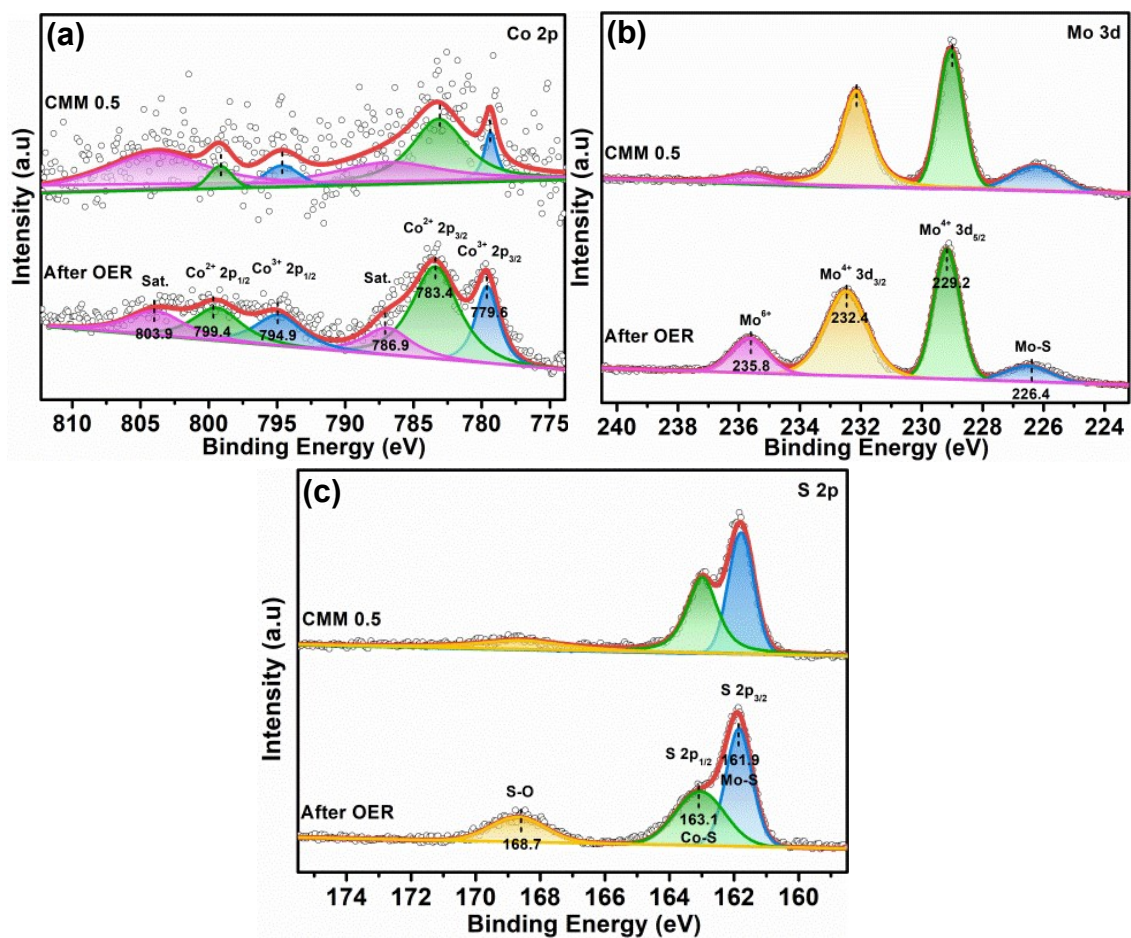 (a)
Co 2p
CMM 0.5
After OER
Sat.
803.9
Co²⁺ 2p₁/₂
799.4
Co³⁺ 2p₁/₂
794.9
Sat.
786.9
Co²⁺ 2p₃/₂
783.4
Co³⁺ 2p₃/₂
779.6
Intensity (a.u)
810 805 800 795 790 785 780 775
Binding Energy (eV)
(b)
Mo 3d
CMM 0.5
After OER
Mo⁶⁺
235.8
Mo⁴⁺ 3d₃/₂
232.4
Mo⁴⁺ 3d₅/₂
229.2
Mo-S
226.4
Intensity (a.u)
240 238 236 234 232 230 228 226 224
Binding Energy (eV)
(c)
S 2p
CMM 0.5
After OER
S-O
168.7
S 2p₁/₂
163.1
Co-S
S 2p₃/₂
161.9
Mo-S
Intensity (a.u)
174 172 170 168 166 164 162 160
Binding Energy (eV)